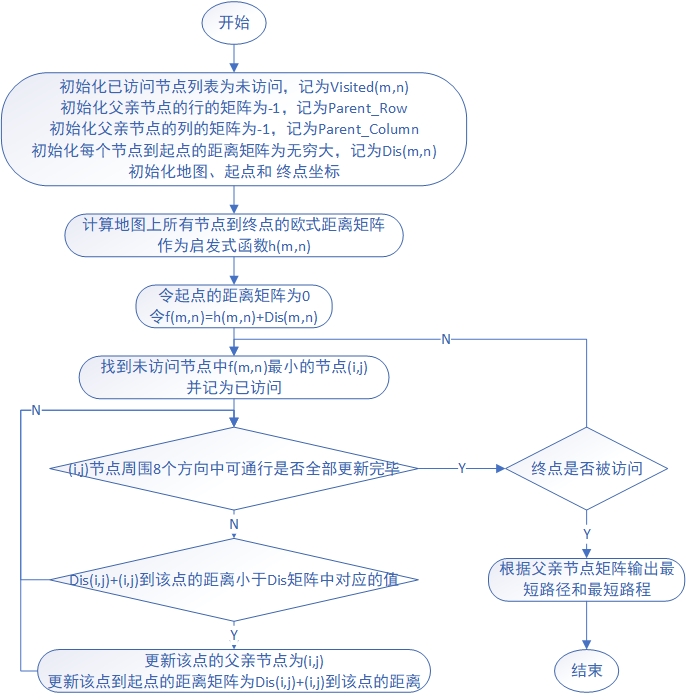 开始
初始化已访问节点列表为未访问，记为Visited(m,n)
初始化父亲节点的行的矩阵为-1，记为Parent_Row
初始化父亲节点的列的矩阵为-1，记为Parent_Column
初始化每个节点到起点的距离矩阵为无穷大，记为Dis(m,n)
初始化地图、起点和 终点坐标
计算地图上所有节点到终点的欧式距离矩阵
作为启发式函数h(m,n)
令起点的距离矩阵为0
令f(m,n)=h(m,n)+Dis(m,n)
N
找到未访问节点中f(m,n)最小的节点(i,j)
并记为已访问
N
(i,j)节点周围8个方向中可通行是否全部更新完毕
Y
终点是否被访问
N
Y
Dis(i,j)+(i,j)到该点的距离小于Dis矩阵中对应的值
根据父亲节点矩阵输出最
短路径和最短路程
Y
更新该点的父亲节点为(i,j)
更新该点到起点的距离矩阵为Dis(i,j)+(i,j)到该点的距离
结束